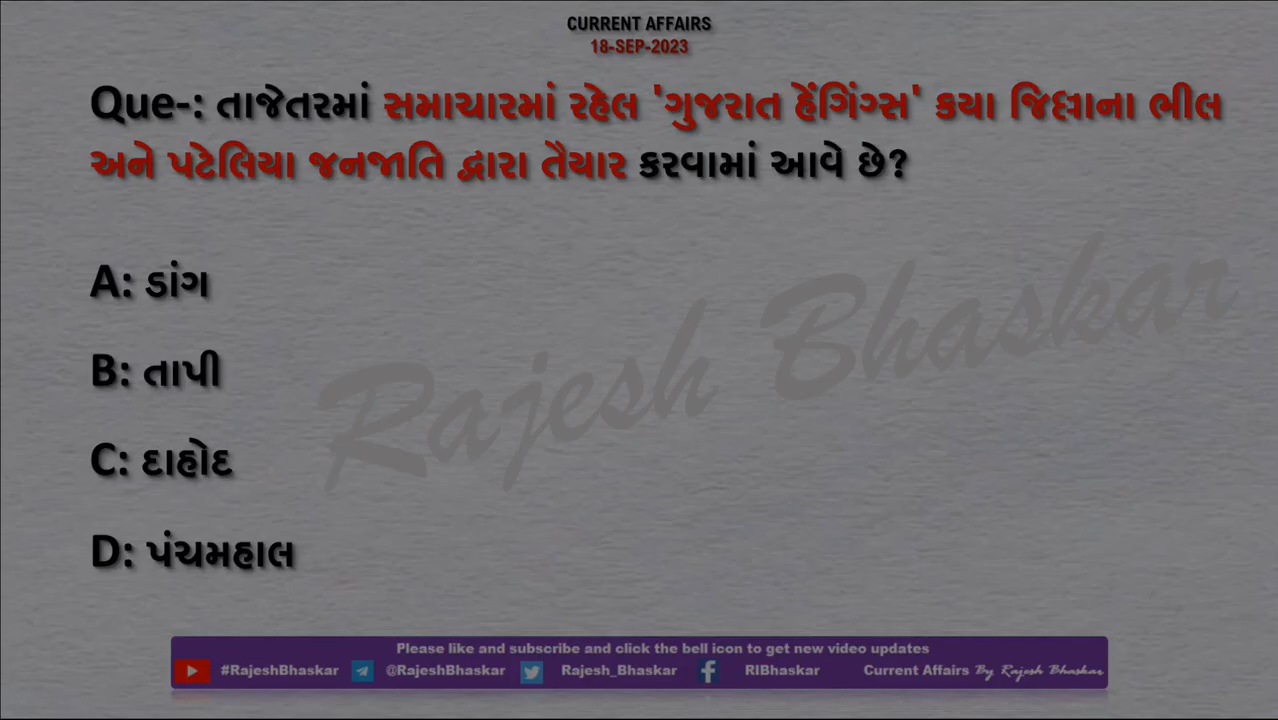 CURRENT AFFAIRS
18-SEP-2023
Que-: તાજેતરમાં સમાચારમાં રહેલ 'ગુજરાત હેંગિંગ્સ' કયા જિલ્લાના ભીલ
અને પટેલિયા જનજાતિ દ્વારા તૈયાર કરવામાં આવે છે?
A: ડાંગ
B: તાપી
C: દાહોદ
D: પંચમહાલ
Rajesh Bhaskar
Please like and subscribe and click the bell icon to get new video updates
#RajeshBhaskar @RajeshBhaskar Rajesh_Bhaskar RIBhaskar Current Affairs By Rajesh Bhaskar